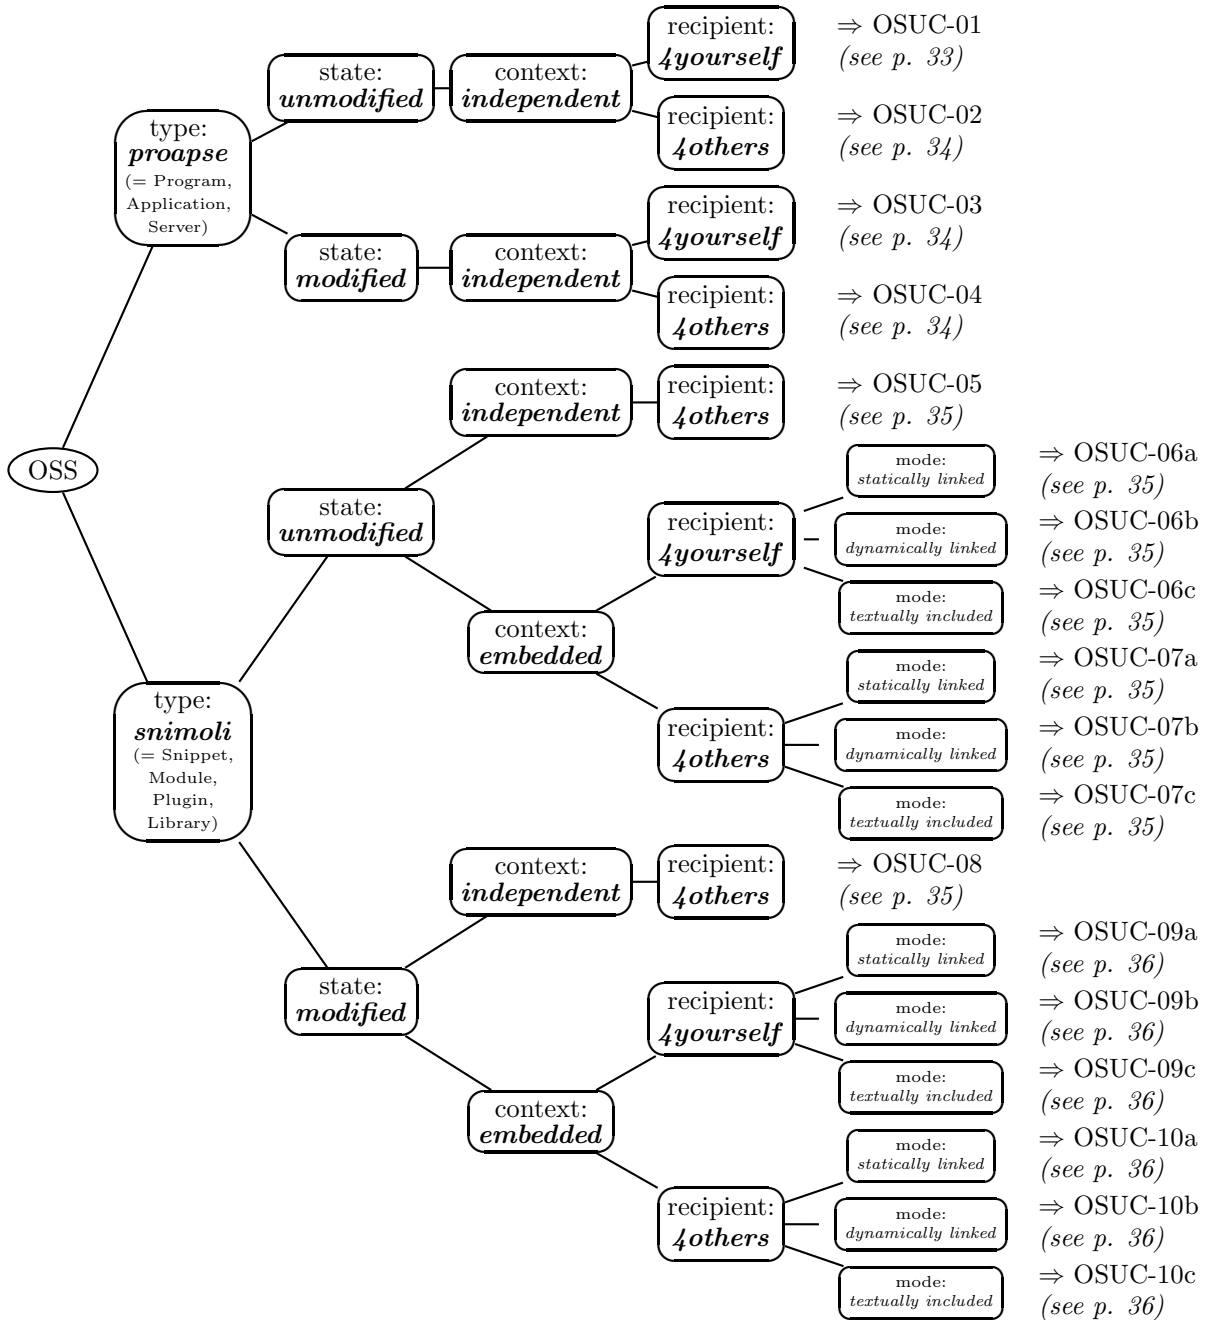 recipient:
4yourself
⇒ OSUC-01
(see p. 33)
state:
unmodified
context:
independent
recipient:
4others
⇒ OSUC-02
(see p. 34)
type:
proapse
(= Program,
Application,
Server)
recipient:
4yourself
⇒ OSUC-03
(see p. 34)
state:
modified
context:
independent
recipient:
4others
⇒ OSUC-04
(see p. 34)
context:
independent
recipient:
4others
⇒ OSUC-05
(see p. 35)
OSS
mode:
statically linked
⇒ OSUC-06a
(see p. 35)
state:
unmodified
recipient:
4yourself
mode:
dynamically linked
⇒ OSUC-06b
(see p. 35)
mode:
textually included
⇒ OSUC-06c
(see p. 35)
context:
embedded
mode:
statically linked
⇒ OSUC-07a
(see p. 35)
type:
snimoli
(= Snippet,
Module,
Plugin,
Library)
recipient:
4others
mode:
dynamically linked
⇒ OSUC-07b
(see p. 35)
mode:
textually included
⇒ OSUC-07c
(see p. 35)
context:
independent
recipient:
4others
⇒ OSUC-08
(see p. 35)
mode:
statically linked
⇒ OSUC-09a
(see p. 36)
state:
modified
recipient:
4yourself
mode:
dynamically linked
⇒ OSUC-09b
(see p. 36)
mode:
textually included
⇒ OSUC-09c
(see p. 36)
context:
embedded
mode:
statically linked
⇒ OSUC-10a
(see p. 36)
recipient:
4others
mode:
dynamically linked
⇒ OSUC-10b
(see p. 36)
mode:
textually included
⇒ OSUC-10c
(see p. 36)